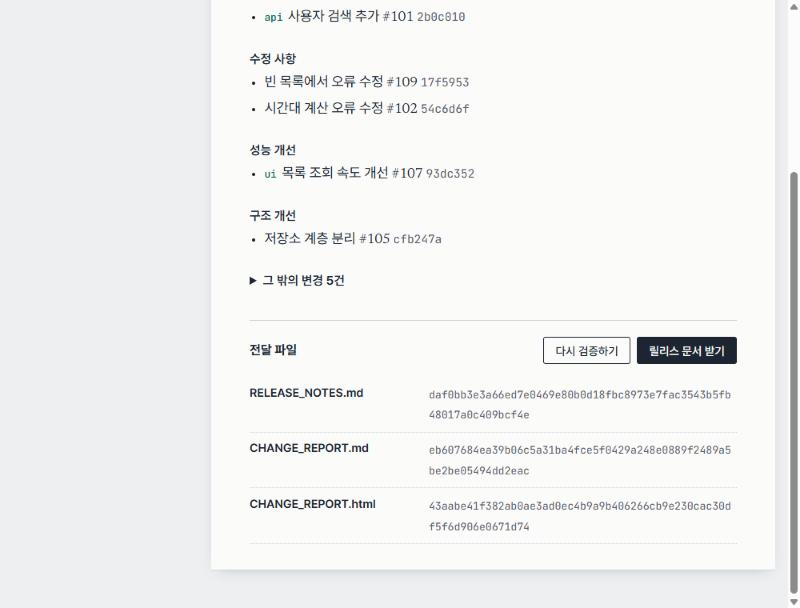 api 사용자 검색 추가 #101 2b0c010
수정 사항
빈 목록에서 오류 수정 #109 17f5953
시간대 계산 오류 수정 #102 54c6d6f
성능 개선
ui 목록 조회 속도 개선 #107 93dc352
구조 개선
저장소 계층 분리 #105 cfb247a
그 밖의 변경 5건
전달 파일
다시 검증하기
릴리스 문서 받기
RELEASE_NOTES.md
daf0bb3e3a66ed7e0469e80b0d18fbc8973e7fac3543b5fb
48017a0c409bcf4e
CHANGE_REPORT.md
eb607684ea39b06c5a31ba4fce5f0429a248e0889f2489a5
be2be05494dd2eac
CHANGE_REPORT.html
43aabe41f382ab0ae3ad0ec4b9a9b406266cb9e230cac30d
f5f6d906e0671d74